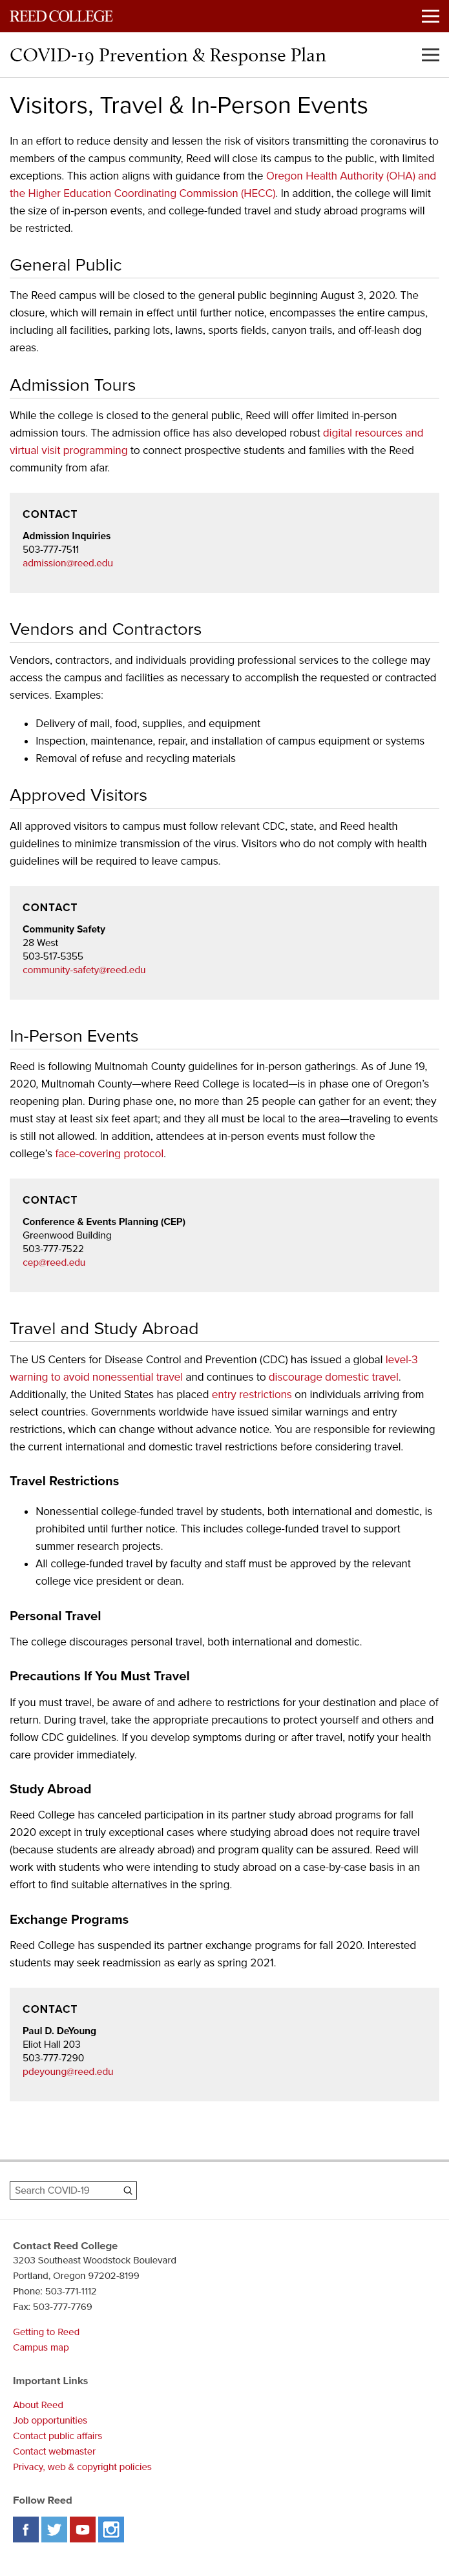 REED COLLEGE
COVID-19 Prevention & Response Plan
Visitors, Travel & In-Person Events
In an effort to reduce density and lessen the risk of visitors transmitting the coronavirus to
members of the campus community, Reed will close its campus to the public, with limited
exceptions. This action aligns with guidance from the Oregon Health Authority (OHA) and
the Higher Education Coordinating Commission (HECC). In addition, the college will limit
the size of in-person events, and college-funded travel and study abroad programs will
be restricted.
General Public
The Reed campus will be closed to the general public beginning August 3, 2020. The
closure, which will remain in effect until further notice, encompasses the entire campus,
including all facilities, parking lots, lawns, sports fields, canyon trails, and off-leash dog
areas.
Admission Tours
While the college is closed to the general public, Reed will offer limited in-person
admission tours. The admission office has also developed robust digital resources and
virtual visit programming to connect prospective students and families with the Reed
community from afar.
CONTACT
Admission Inquiries
503-777-7511
admission@reed.edu
Vendors and Contractors
Vendors, contractors, and individuals providing professional services to the college may
access the campus and facilities as necessary to accomplish the requested or contracted
services. Examples:
• Delivery of mail, food, supplies, and equipment
• Inspection, maintenance, repair, and installation of campus equipment or systems
• Removal of refuse and recycling materials
Approved Visitors
All approved visitors to campus must follow relevant CDC, state, and Reed health
guidelines to minimize transmission of the virus. Visitors who do not comply with health
guidelines will be required to leave campus.
CONTACT
Community Safety
28 West
503-517-5355
community-safety@reed.edu
In-Person Events
Reed is following Multnomah County guidelines for in-person gatherings. As of June 19,
2020, Multnomah County—where Reed College is located—is in phase one of Oregon's
reopening plan. During phase one, no more than 25 people can gather for an event; they
must stay at least six feet apart; and they all must be local to the area—traveling to events
is still not allowed. In addition, attendees at in-person events must follow the
college's face-covering protocol.
CONTACT
Conference & Events Planning (CEP)
Greenwood Building
503-777-7522
cep@reed.edu
Travel and Study Abroad
The US Centers for Disease Control and Prevention (CDC) has issued a global level-3
warning to avoid nonessential travel and continues to discourage domestic travel.
Additionally, the United States has placed entry restrictions on individuals arriving from
select countries. Governments worldwide have issued similar warnings and entry
restrictions, which can change without advance notice. You are responsible for reviewing
the current international and domestic travel restrictions before considering travel.
Travel Restrictions
• Nonessential college-funded travel by students, both international and domestic, is
prohibited until further notice. This includes college-funded travel to support
summer research projects.
• All college-funded travel by faculty and staff must be approved by the relevant
college vice president or dean.
Personal Travel
The college discourages personal travel, both international and domestic.
Precautions If You Must Travel
If you must travel, be aware of and adhere to restrictions for your destination and place of
return. During travel, take the appropriate precautions to protect yourself and others and
follow CDC guidelines. If you develop symptoms during or after travel, notify your health
care provider immediately.
Study Abroad
Reed College has canceled participation in its partner study abroad programs for fall
2020 except in truly exceptional cases where studying abroad does not require travel
(because students are already abroad) and program quality can be assured. Reed will
work with students who were intending to study abroad on a case-by-case basis in an
effort to find suitable alternatives in the spring.
Exchange Programs
Reed College has suspended its partner exchange programs for fall 2020. Interested
students may seek readmission as early as spring 2021.
CONTACT
Paul D. DeYoung
Eliot Hall 203
503-777-7290
pdeyoung@reed.edu
Search COVID-19
Contact Reed College
3203 Southeast Woodstock Boulevard
Portland, Oregon 97202-8199
Phone: 503-771-1112
Fax: 503-777-7769
Getting to Reed
Campus map
Important Links
About Reed
Job opportunities
Contact public affairs
Contact webmaster
Privacy, web & copyright policies
Follow Reed